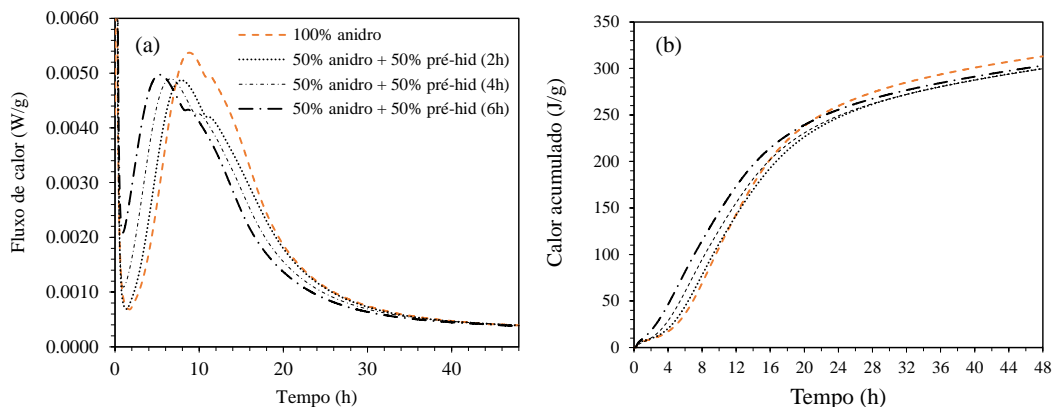 (a)
100% anidro
50% anidro + 50% pré-hid (2h)
50% anidro + 50% pré-hid (4h)
50% anidro + 50% pré-hid (6h)
Fluxo de calor (W/g)
0.0060
0.0050
0.0040
0.0030
0.0020
0.0010
0.0000
0 10 20 30 40
Tempo (h)
(b)
Calor acumulado (J/g)
350
300
250
200
150
100
50
0
0 4 8 12 16 20 24 28 32 36 40 44 48
Tempo (h)